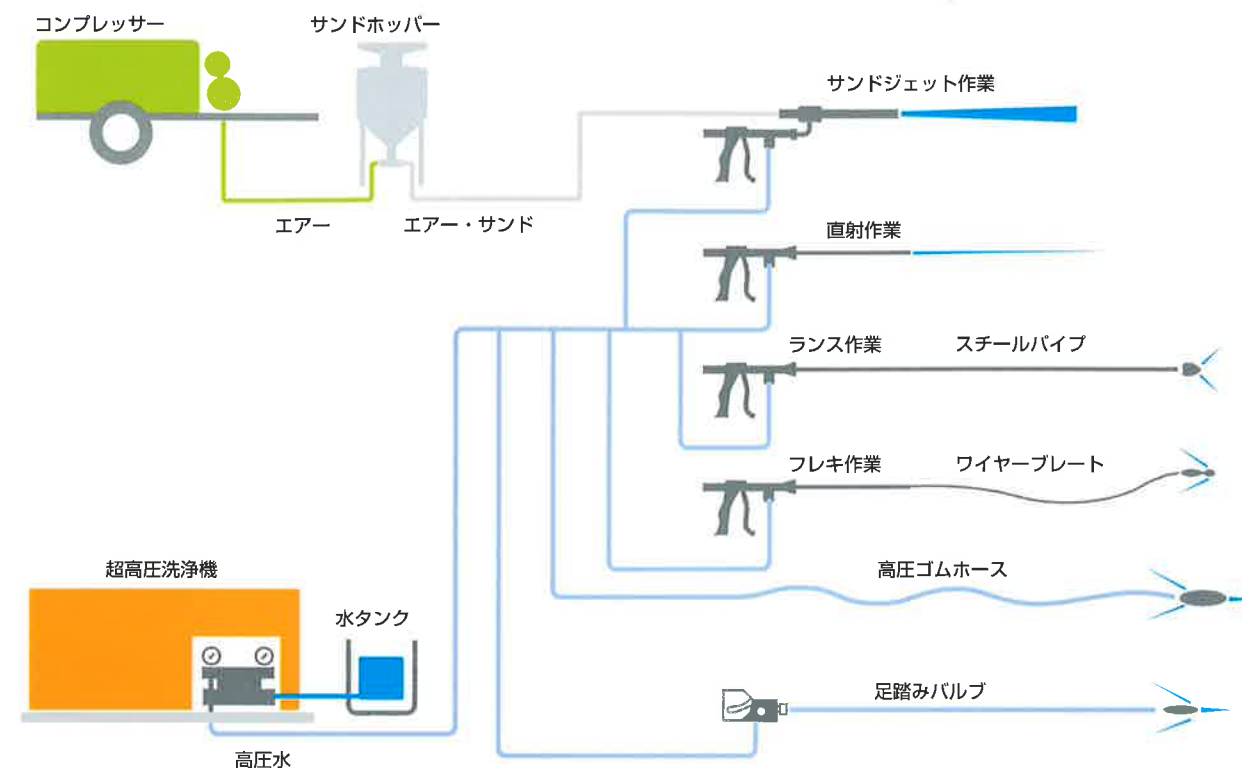 コンプレッサー
サンドホッパー
サンドジェット作業
エアー
エアー・サンド
直射作業
ランス作業
スチールパイプ
フレキ作業
ワイヤーブレート
超高圧洗浄機
高圧ゴムホース
水タンク
足踏みバルブ
高圧水